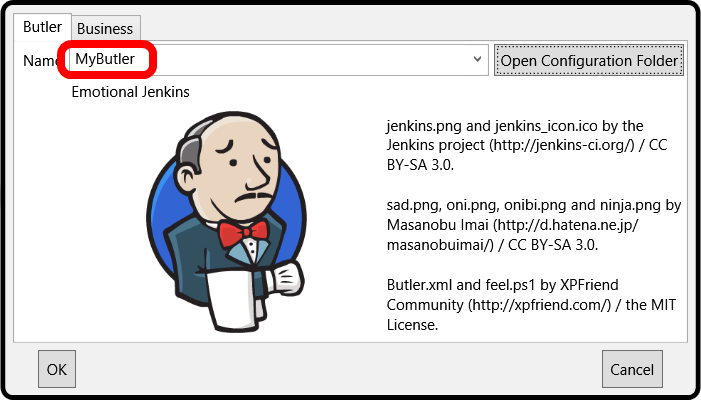 Butler
Business
Name MyButler Open Configuration Folder
Emotional Jenkins
jenkins.png and jenkins_icon.ico by the
Jenkins project (http://jenkins-ci.org/) / CC
BY-SA 3.0.
sad.png, oni.png, onibi.png and ninja.png by
Masanobu Imai (http://d.hatena.ne.jp/
masanobuimai/) / CC BY-SA 3.0.
Butler.xml and feel.ps1 by XPFriend
Community (http://xpfriend.com/) / the MIT
License.
OK
Cancel